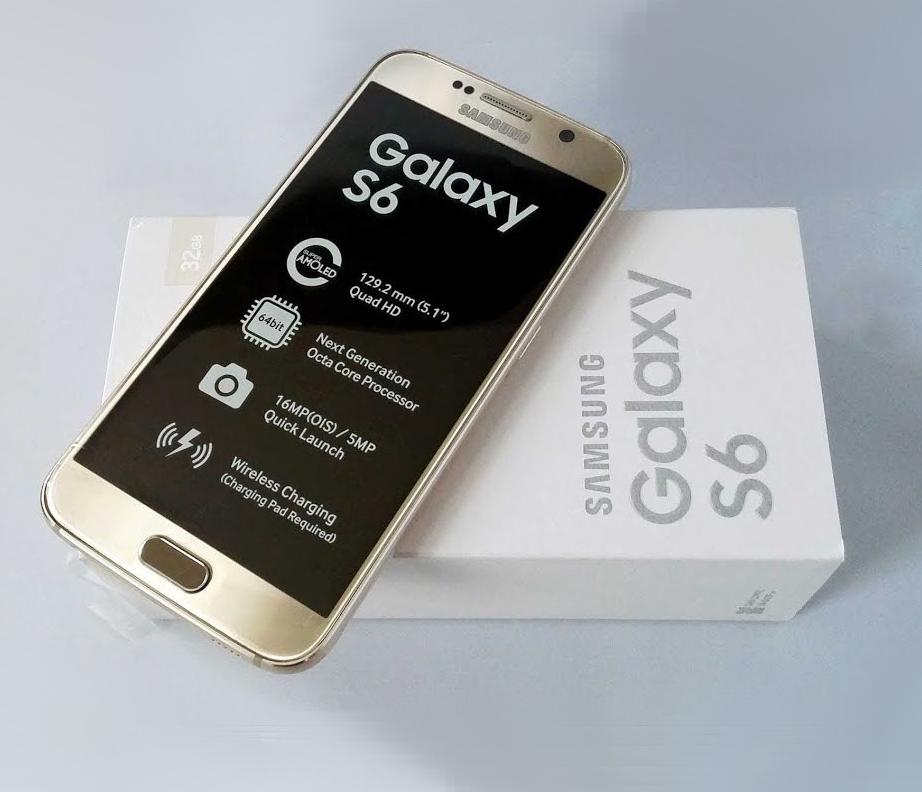 SAMSUNG
Galaxy
S6
SUPER
AMOLED
129.2 mm (5.1")
Quad HD
64bit
Next Generation
Octa Core Processor
16MP(OIS) / 5MP
Quick Launch
Wireless Charging
(Charging Pad Required)
32GB
SAMSUNG
Galaxy
S6